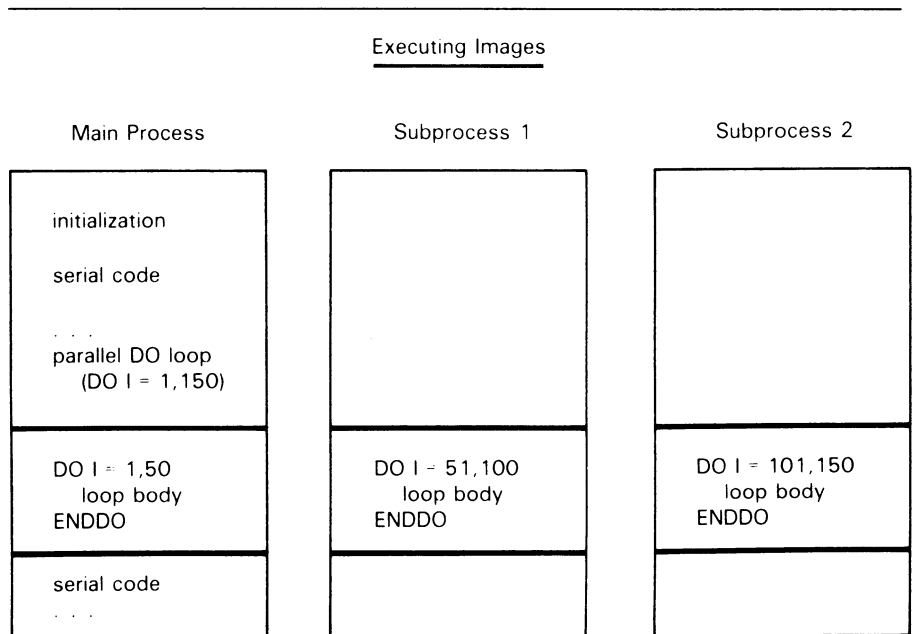 Executing Images
Main Process
Subprocess 1
Subprocess 2
initialization
serial code
. . .
parallel DO loop
(DO I = 1,150)
DO I = 1,50
loop body
ENDDO
DO I = 51,100
loop body
ENDDO
DO I = 101,150
loop body
ENDDO
serial code
. . .